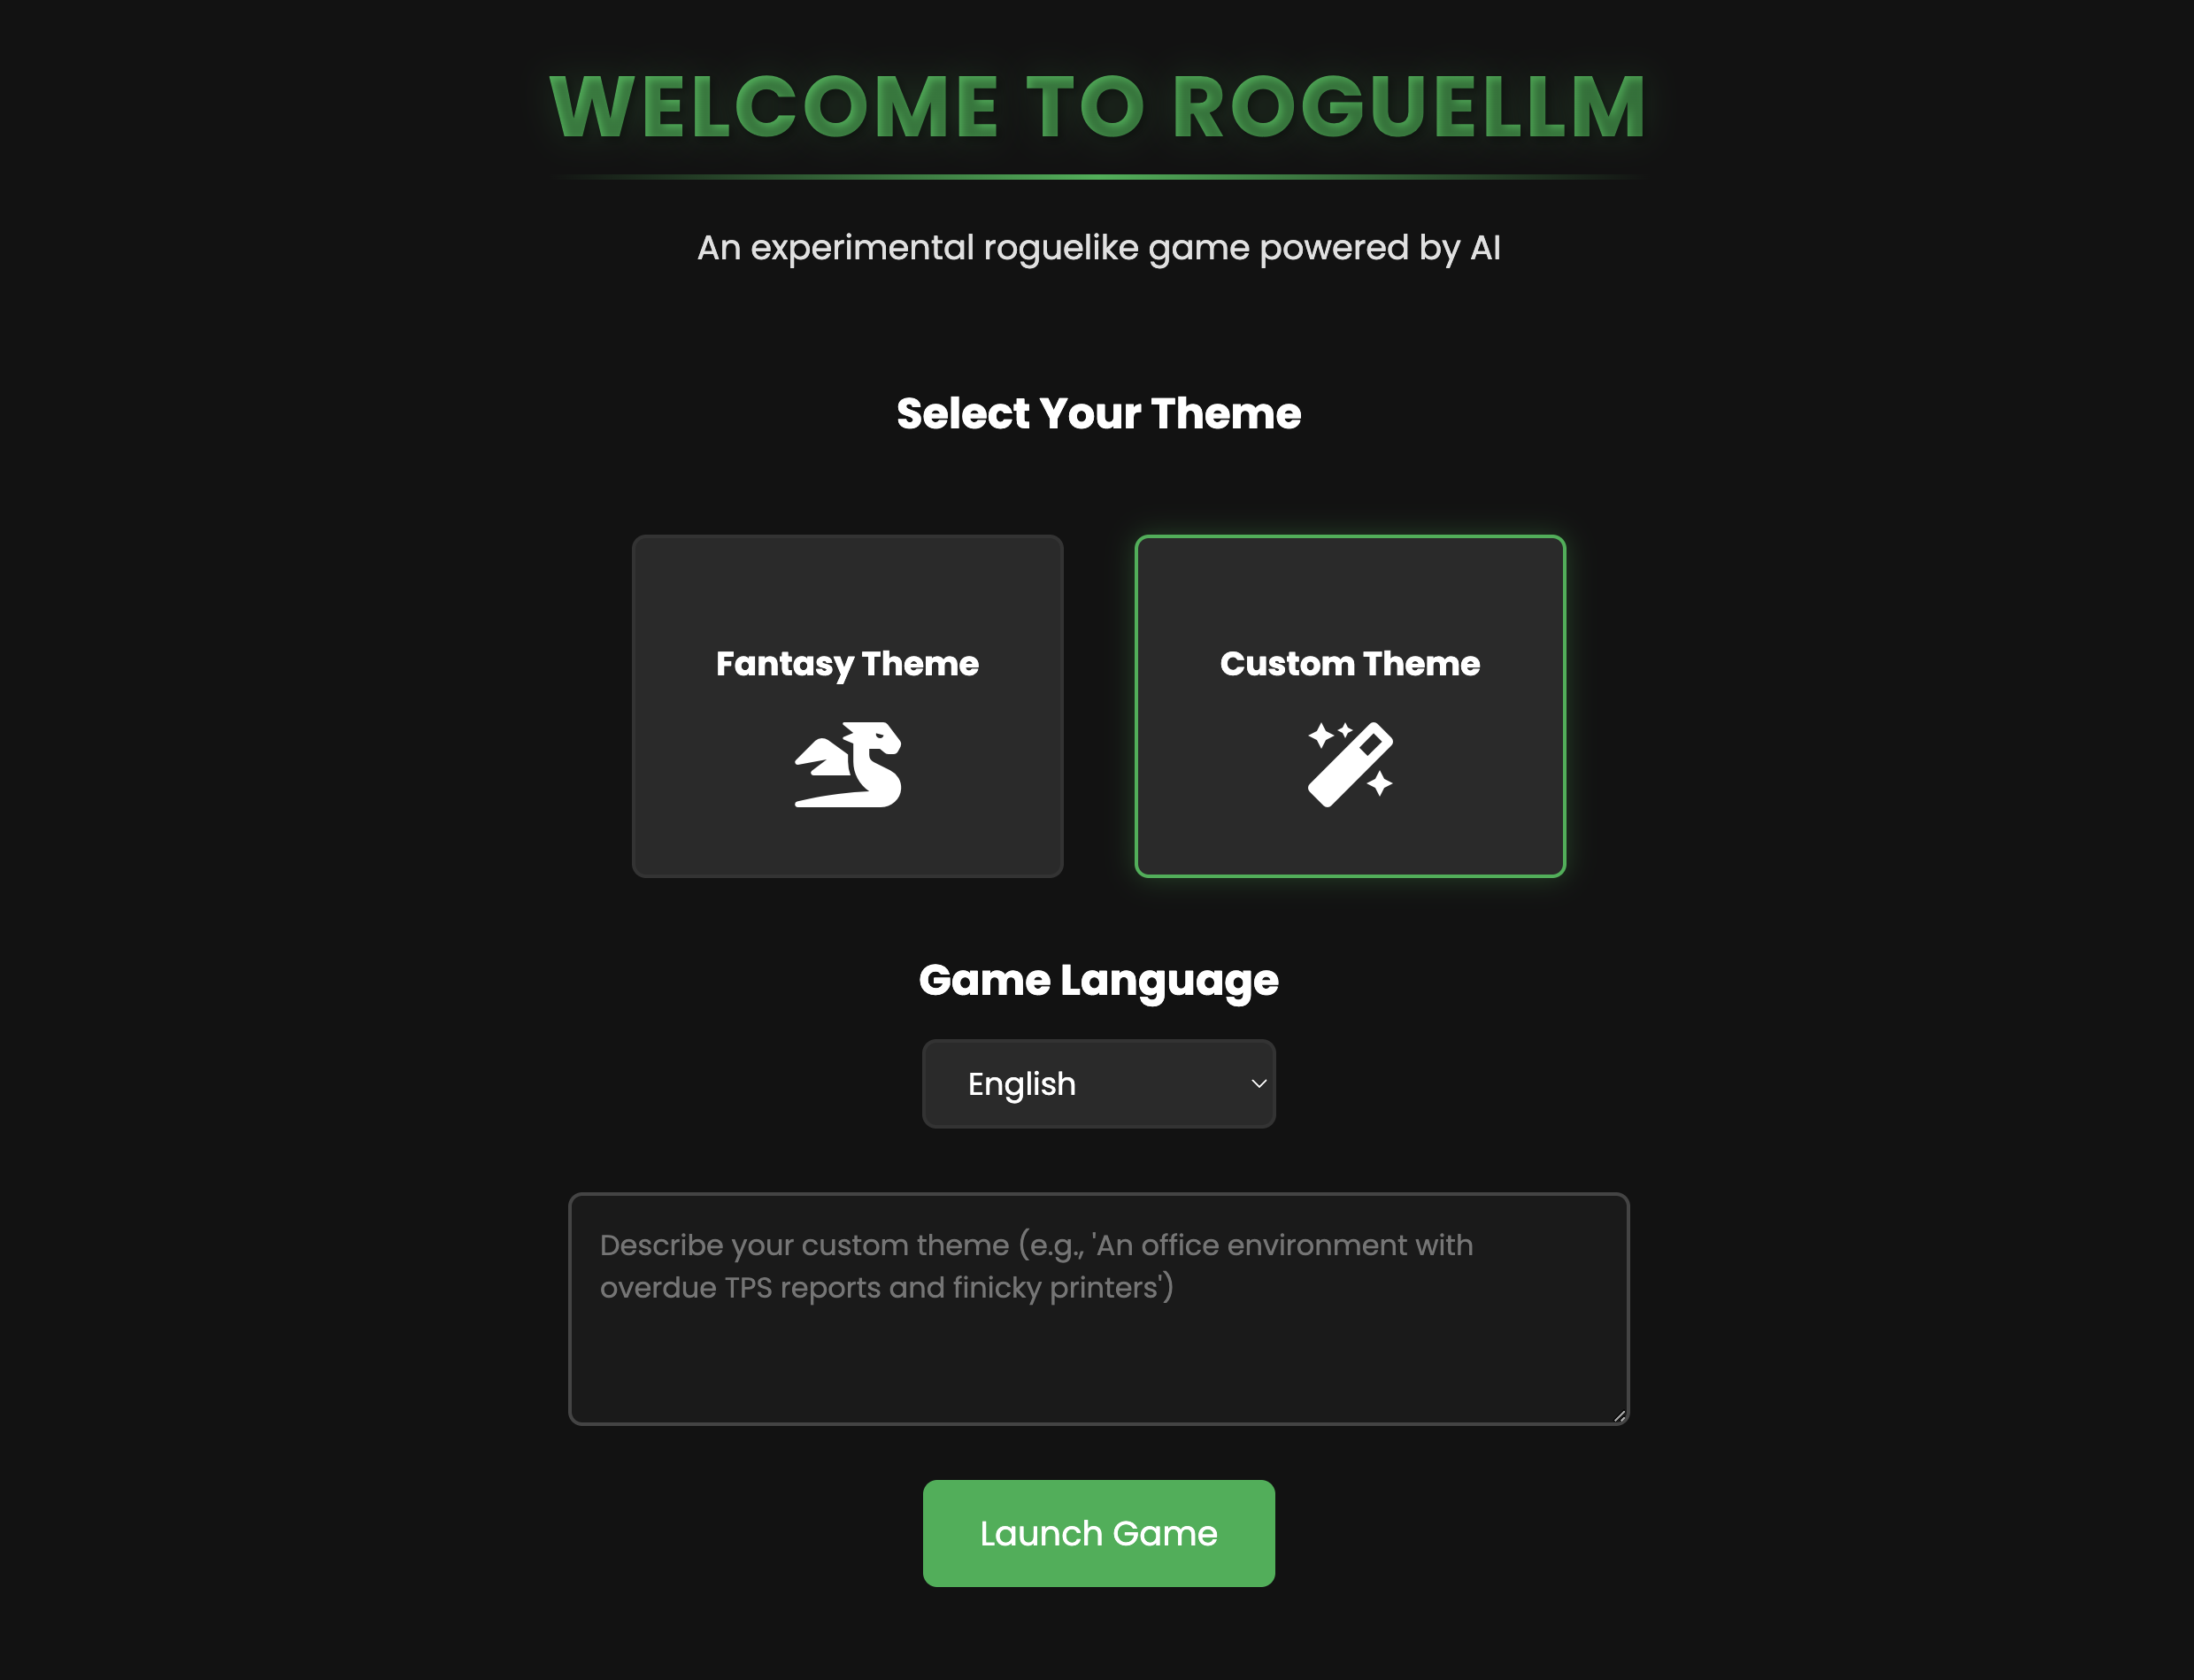 WELCOME TO ROGUELLM
An experimental roguelike game powered by AI
Select Your Theme
Fantasy Theme
Custom Theme
Game Language
English
Describe your custom theme (e.g., 'An office environment with
overdue TPS reports and finicky printers')
Launch Game